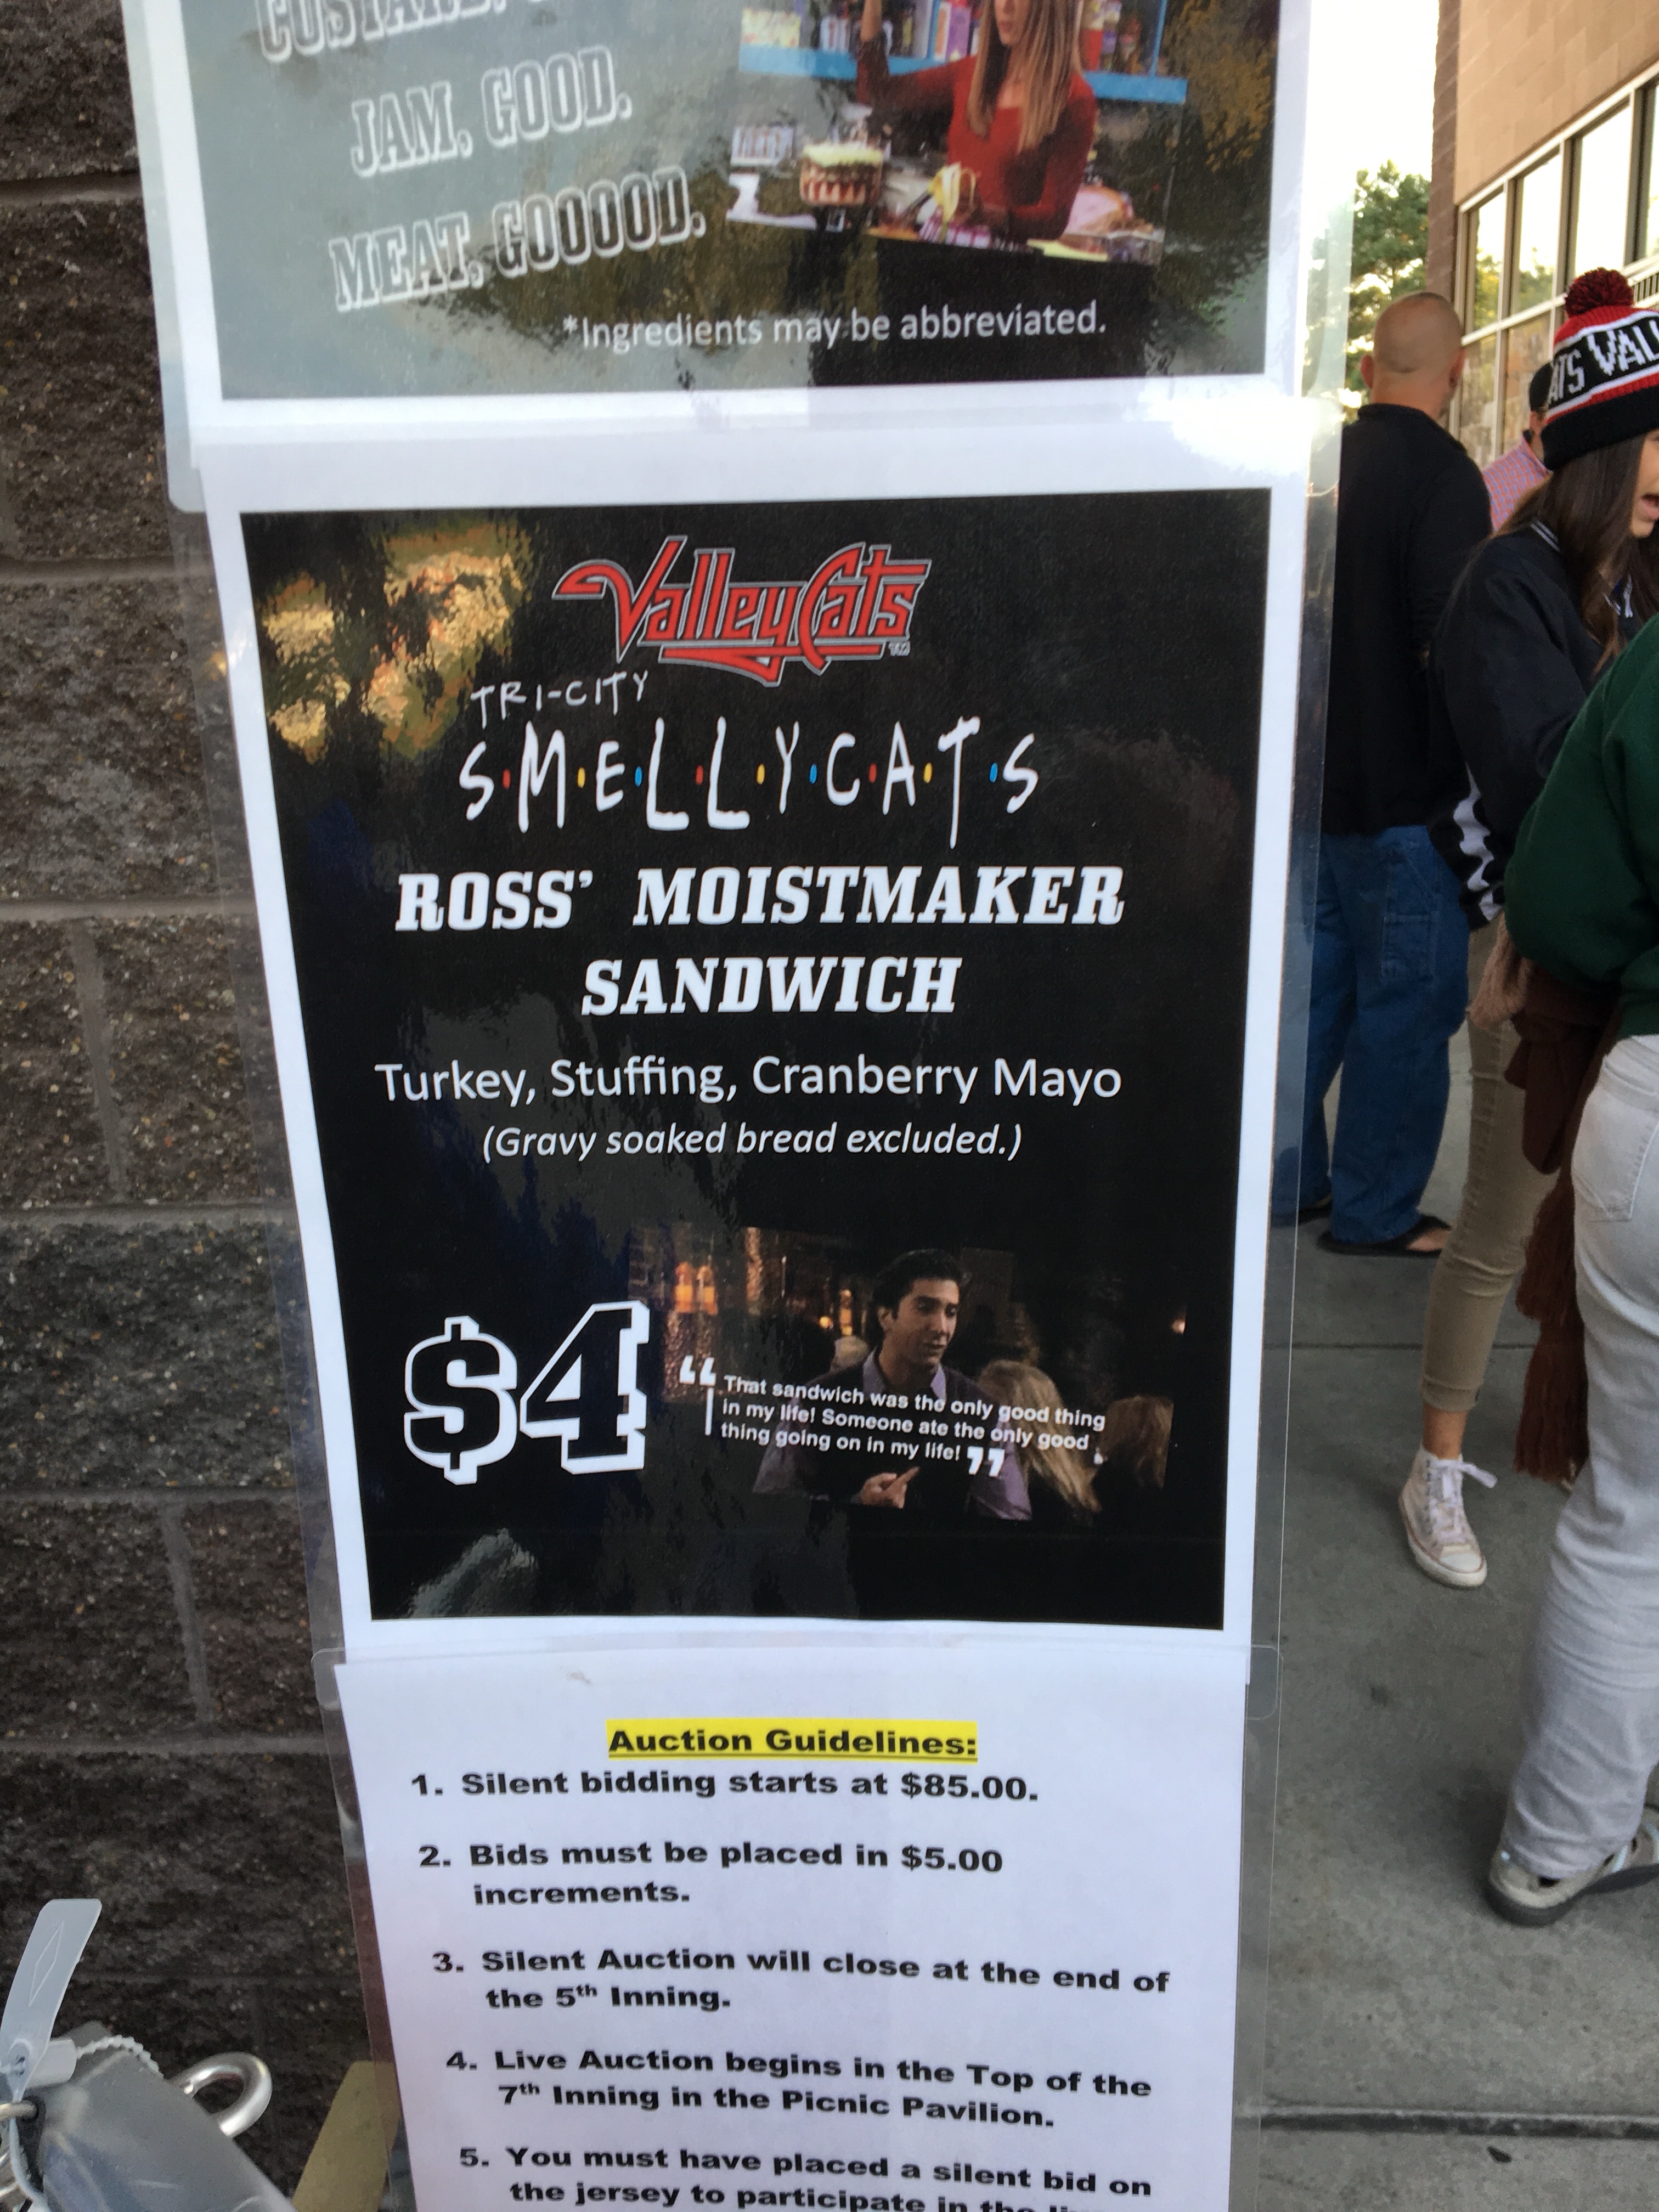 CUSTARD,
JAM, GOOD.
MEAT, GOOOOD.
*Ingredients may be abbreviated.
ValleyCats
TRI-CITY
S·M·E·L·L·Y·C·A·T·S
ROSS' MOISTMAKER
SANDWICH
Turkey, Stuffing, Cranberry Mayo
(Gravy soaked bread excluded.)
$4
“That sandwich was the only good thing
in my life! Someone ate the only good
thing going on in my life!”
Auction Guidelines:
1. Silent bidding starts at $85.00.
2. Bids must be placed in $5.00
increments.
3. Silent Auction will close at the end of
the 5th Inning.
4. Live Auction begins in the Top of the
7th Inning in the Picnic Pavilion.
5. You must have placed a silent bid on
the jersey to participate in the